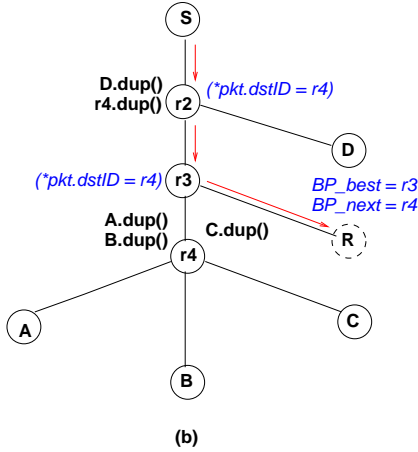 S
D.dup()
r4.dup()
r2
(*pkt.dstID = r4)
D
(*pkt.dstID = r4)
r3
BP_best = r3
BP_next = r4
A.dup()
B.dup()
C.dup()
R
r4
A
B
C
(b)